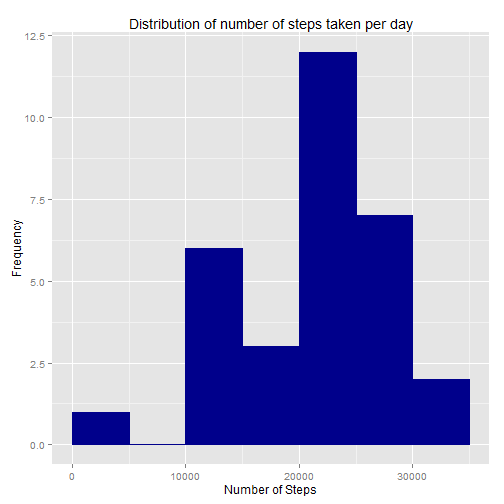 Distribution of number of steps taken per day
12.5
10.0
7.5
5.0
2.5
0.0
Frequency
0 10000 20000 30000
Number of Steps